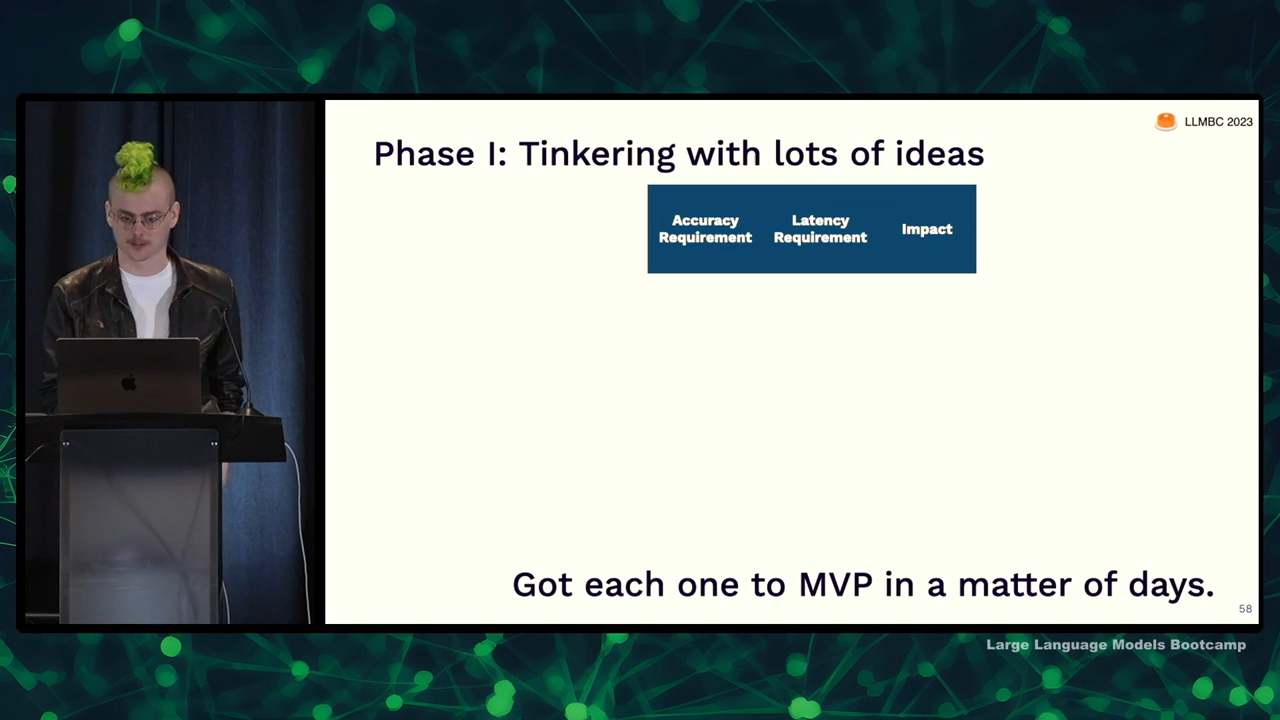 LLMBC 2023
Phase I: Tinkering with lots of ideas
Accuracy Requirement
Latency Requirement
Impact
Got each one to MVP in a matter of days.
58
Large Language Models Bootcamp